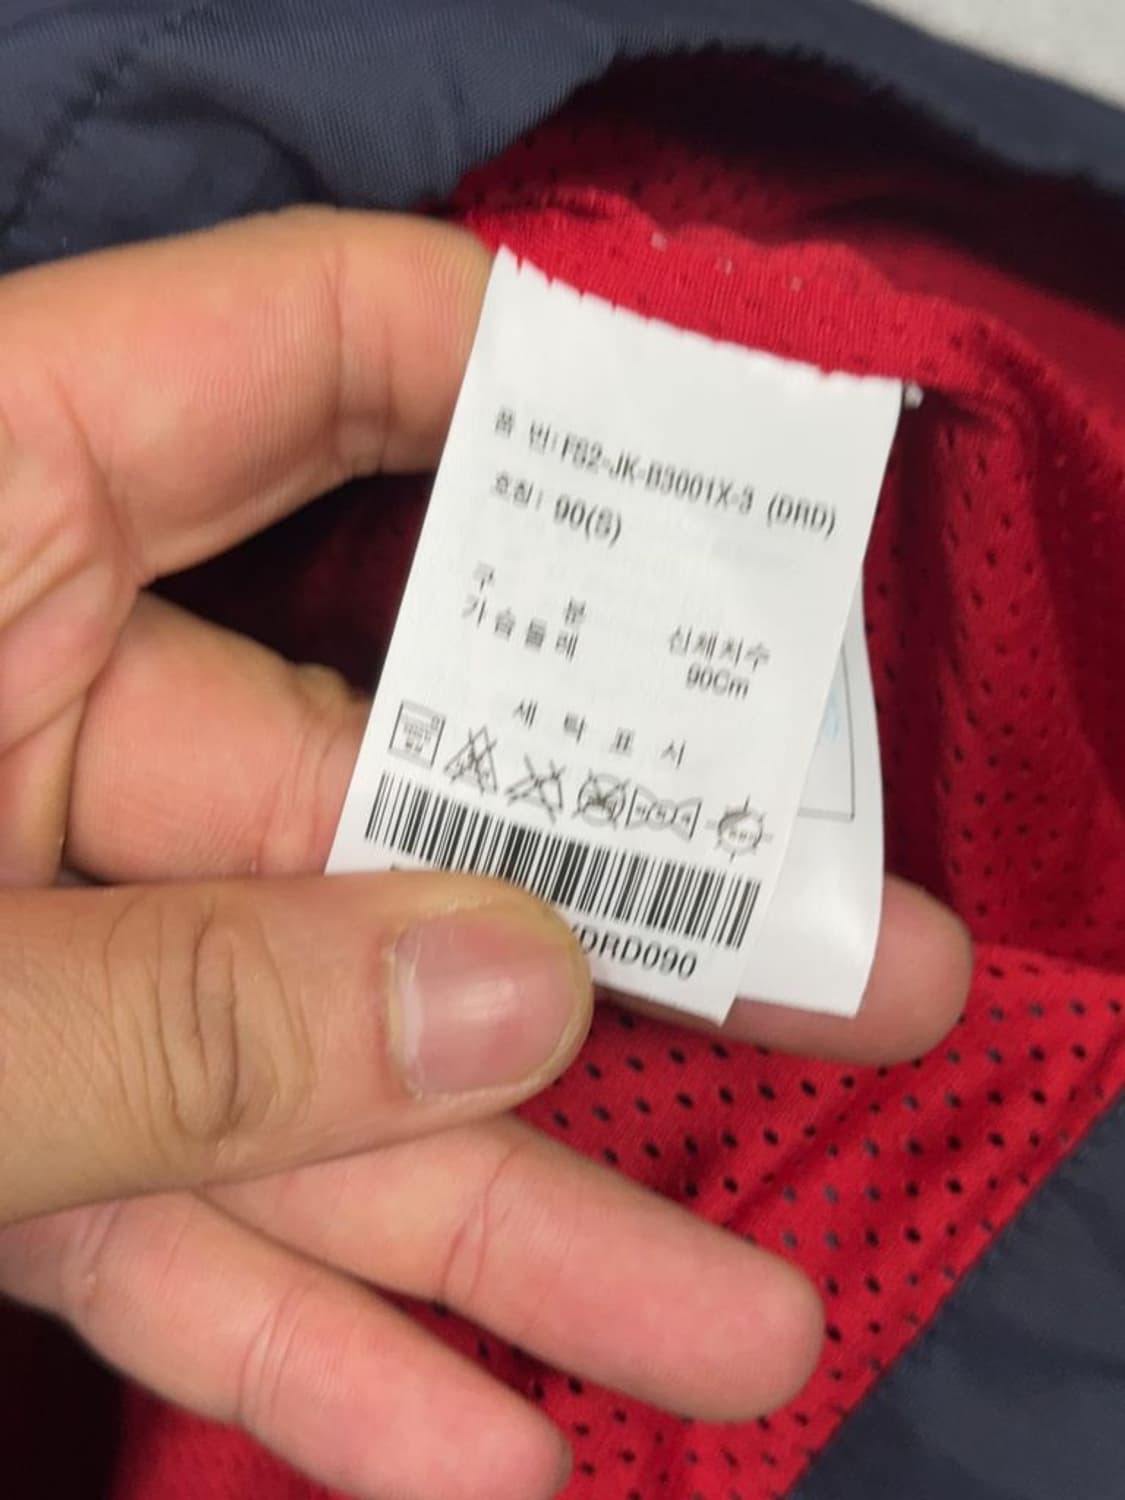 품 번: FS2-JK-B3001X-3 (DRD)
호칭: 90(S)
구 분 신체치수
가슴둘레 90Cm
세 탁 표 시
DRD090